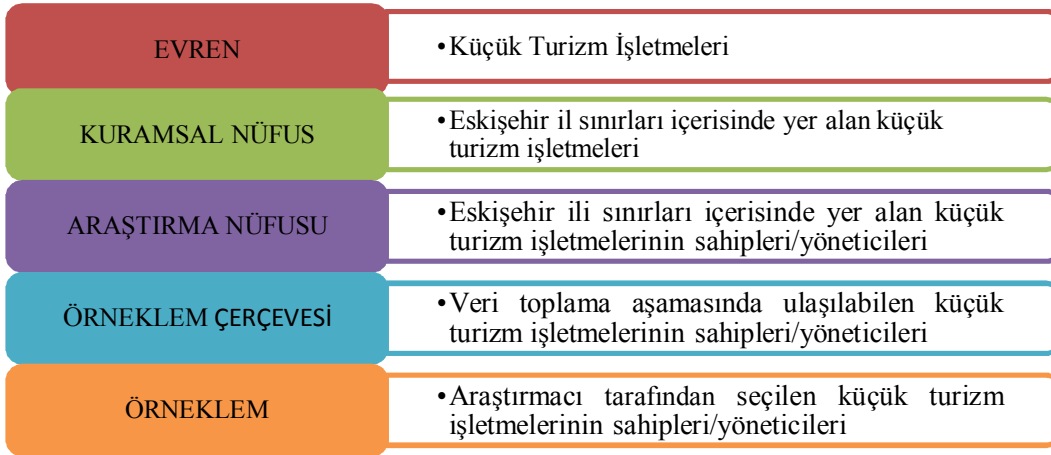 EVREN
•Küçük Turizm İşletmeleri
KURAMSAL NÜFUS
•Eskişehir il sınırları içerisinde yer alan küçük
turizm işletmeleri
ARAŞTIRMA NÜFUSU
•Eskişehir ili sınırları içerisinde yer alan küçük
turizm işletmelerinin sahipleri/yöneticileri
ÖRNEKLEM ÇERÇEVESİ
•Veri toplama aşamasında ulaşılabilen küçük
turizm işletmelerinin sahipleri/yöneticileri
ÖRNEKLEM
•Araştırmacı tarafından seçilen küçük turizm
işletmelerinin sahipleri/yöneticileri